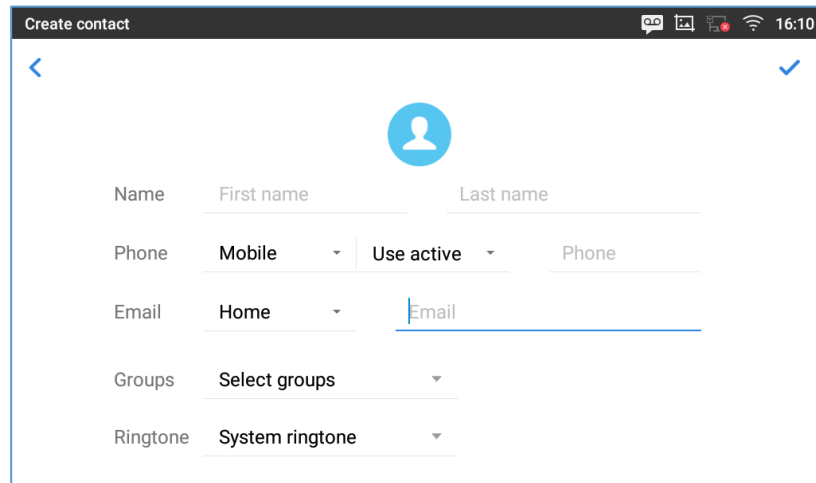 Create contact 16:10
Name First name Last name
Phone Mobile Use active Phone
Email Home Email
Groups Select groups
Ringtone System ringtone